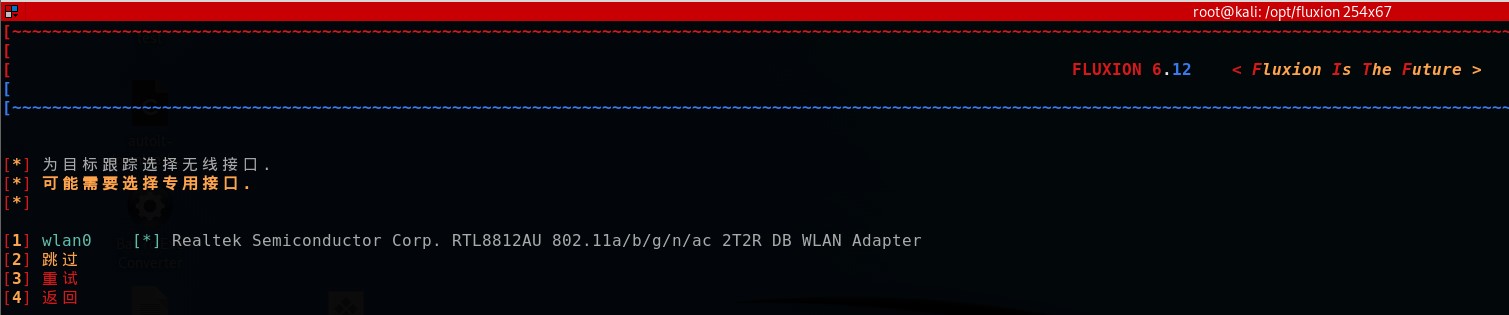 root@kali: /opt/fluxion 254x67
[~~~~~~~~~~~~~~~~~~~~~~~~~~~~~~~~~~~~~~~~~~~~~~~~~~~~~~~~~~~~~~~~~~~~~~~~~~~~~~~~~~~~~~~~~~~~~~~~~~~~~~~~~~~~~~~~~~~~~~~~~~~~~~~~~~~~~~~~~~~~~~~~~~~~~~
[
[ FLUXION 6.12 < Fluxion Is The Future >
[
[~~~~~~~~~~~~~~~~~~~~~~~~~~~~~~~~~~~~~~~~~~~~~~~~~~~~~~~~~~~~~~~~~~~~~~~~~~~~~~~~~~~~~~~~~~~~~~~~~~~~~~~~~~~~~~~~~~~~~~~~~~~~~~~~~~~~~~~~~~~~~~~~~~~~~~
[*] 为目标跟踪选择无线接口.
[*] 可能需要选择专用接口.
[*]
[1] wlan0 [*] Realtek Semiconductor Corp. RTL8812AU 802.11a/b/g/n/ac 2T2R DB WLAN Adapter
[2] 跳过
Converter
[3] 重试
[4] 返回